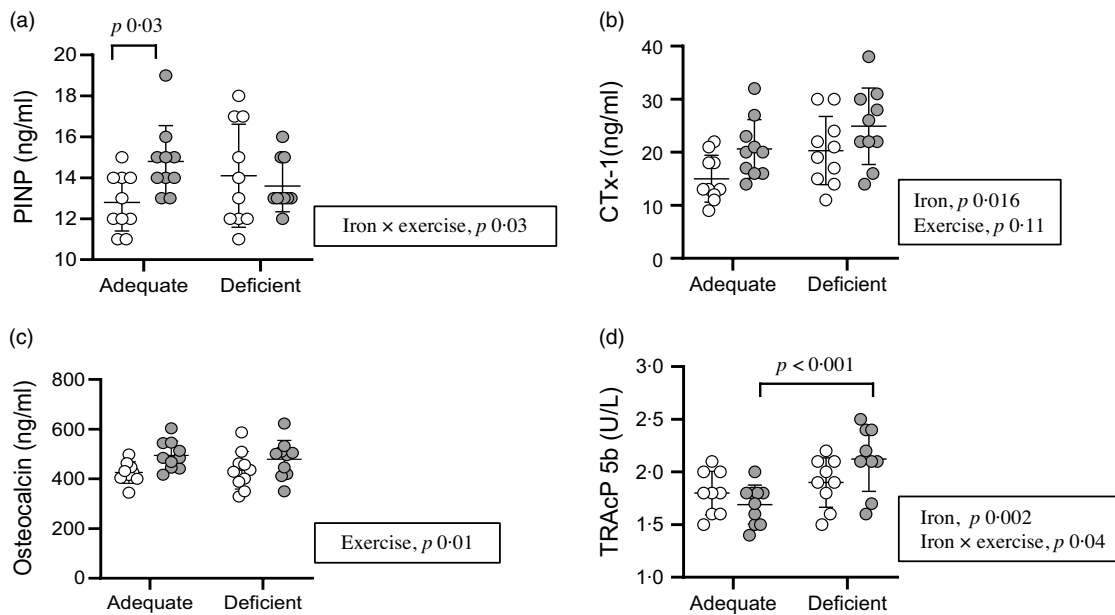 (a)
p 0·03
20
18
16
14
12
10
PINP (ng/ml)
Adequate Deficient
Iron × exercise, p 0·03
(b)
40
30
20
10
0
CTx-1(ng/ml)
Adequate Deficient
Iron, p 0·016
Exercise, p 0·11
(c)
800
600
400
200
0
Osteocalcin (ng/ml)
Adequate Deficient
Exercise, p 0·01
(d)
p < 0·001
3·0
2·5
2·0
1·5
1·0
TRAcP 5b (U/L)
Adequate Deficient
Iron, p 0·002
Iron × exercise, p 0·04